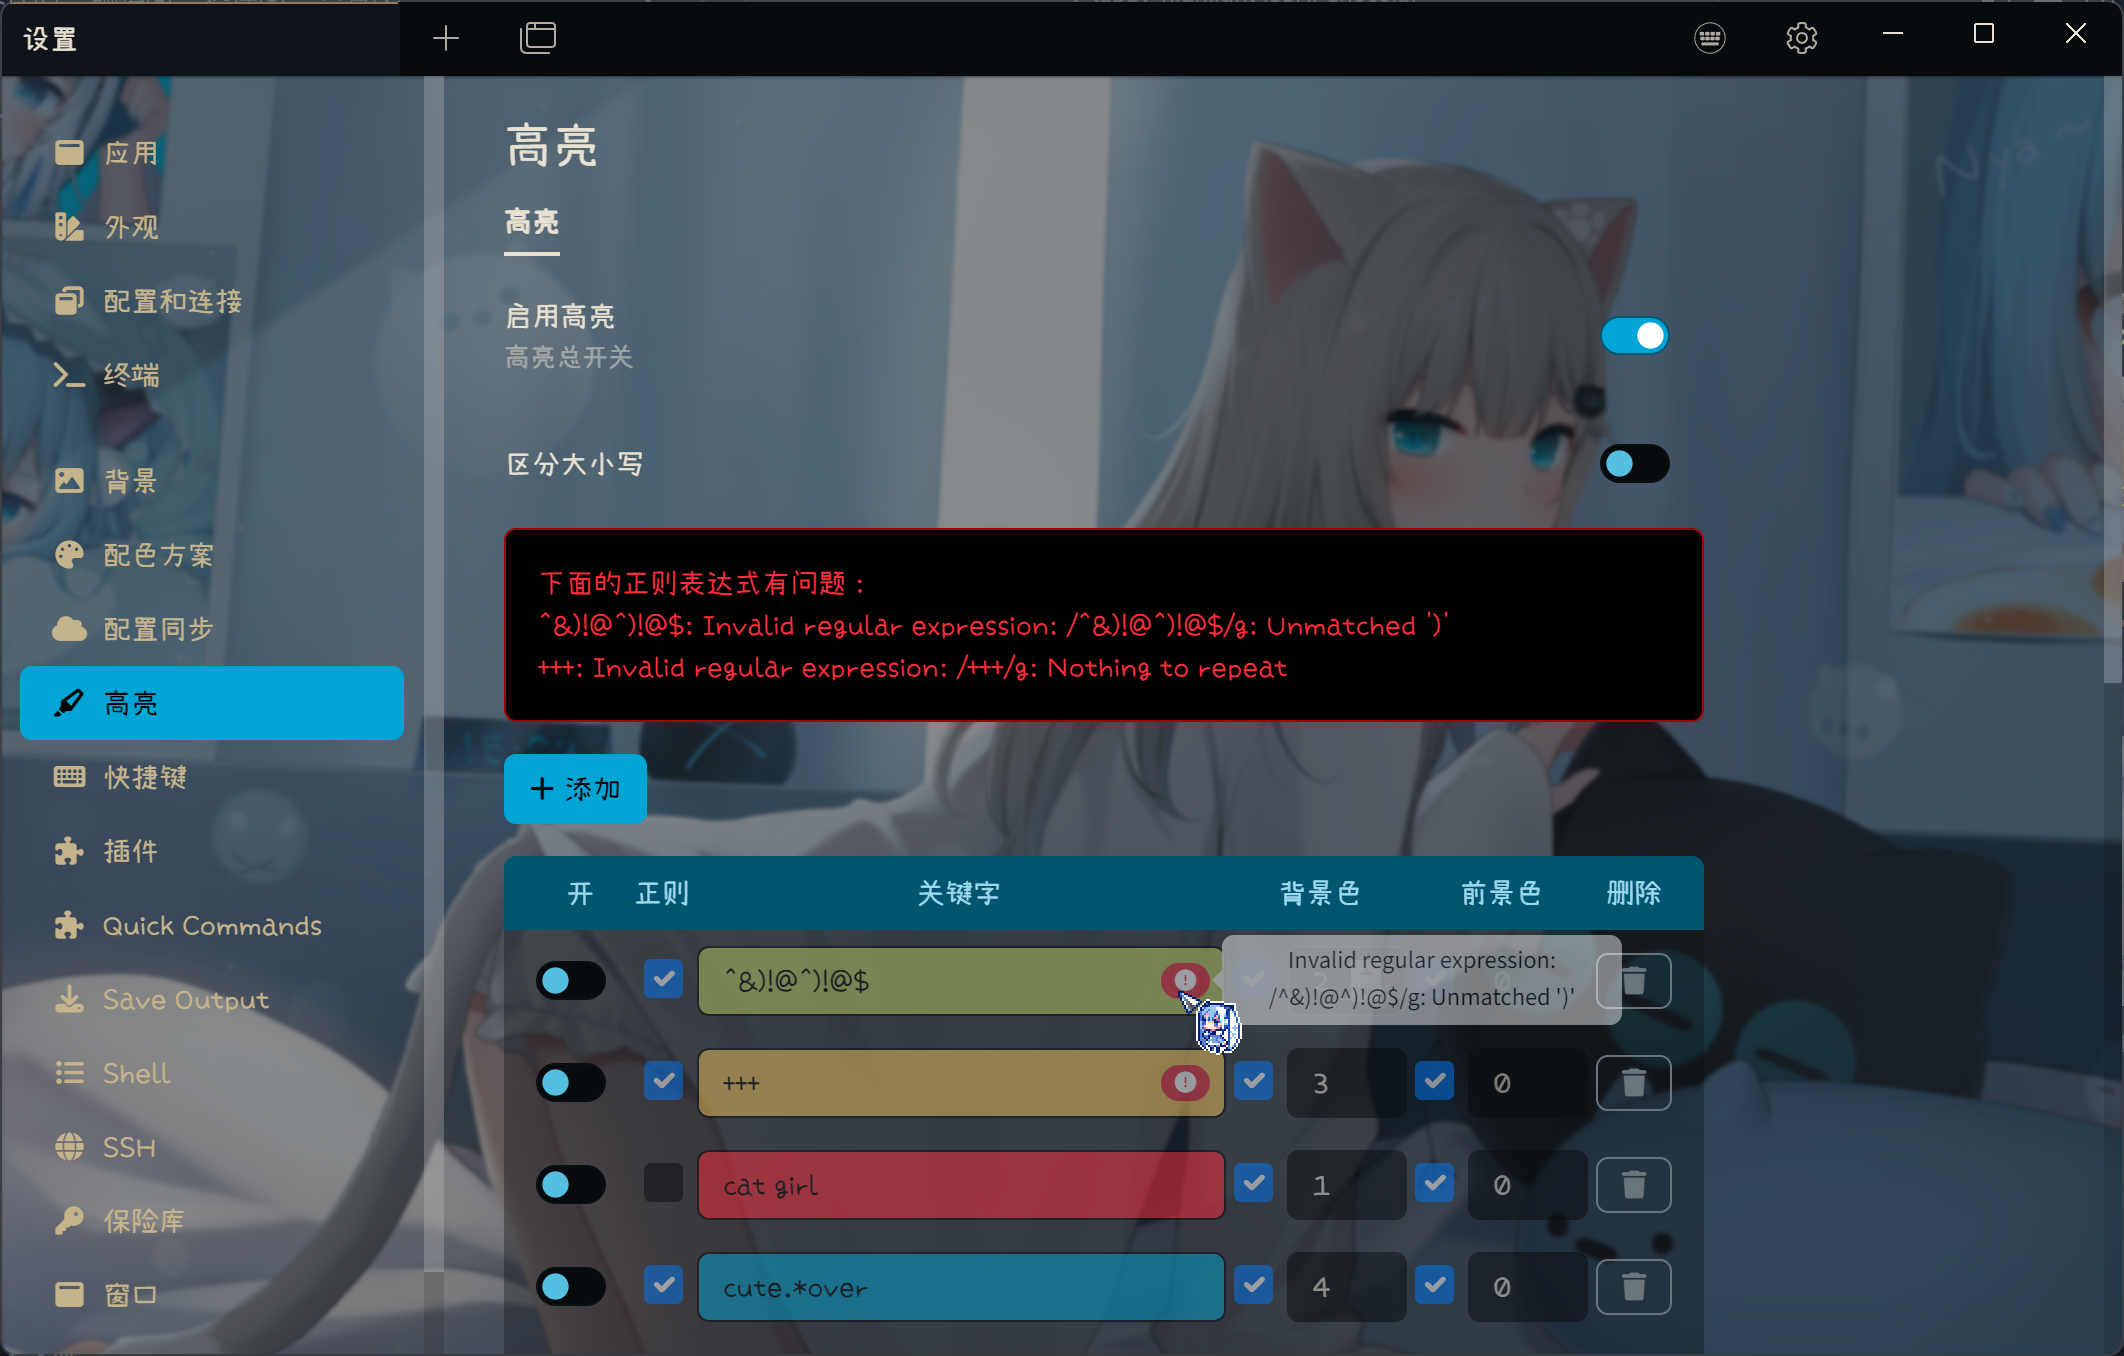 设置
应用
外观
配置和连接
终端
背景
配色方案
配置同步
高亮
快捷键
插件
Quick Commands
Save Output
Shell
SSH
保险库
窗口
高亮
高亮
启用高亮
高亮总开关
区分大小写
下面的正则表达式有问题：
^&)!@^)!@$: Invalid regular expression: /^&)!@^)!@$/g: Unmatched ')'
+++: Invalid regular expression: /+++/g: Nothing to repeat
+ 添加
开 正则 关键字 背景色 前景色 删除
^&)!@^)!@$ 2 0
Invalid regular expression:
/^&)!@^)!@$/g: Unmatched ')'
+++ 3 0
cat girl 1 0
cute.*over 4 0
Nya ~